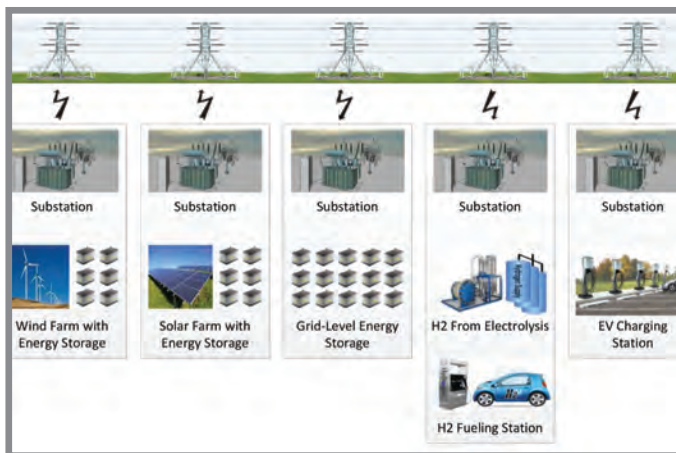 Substation
Substation
Substation
Substation
Substation
Wind Farm with
Energy Storage
Solar Farm with
Energy Storage
Grid-Level Energy
Storage
H2 From Electrolysis
EV Charging
Station
H2 Fueling Station